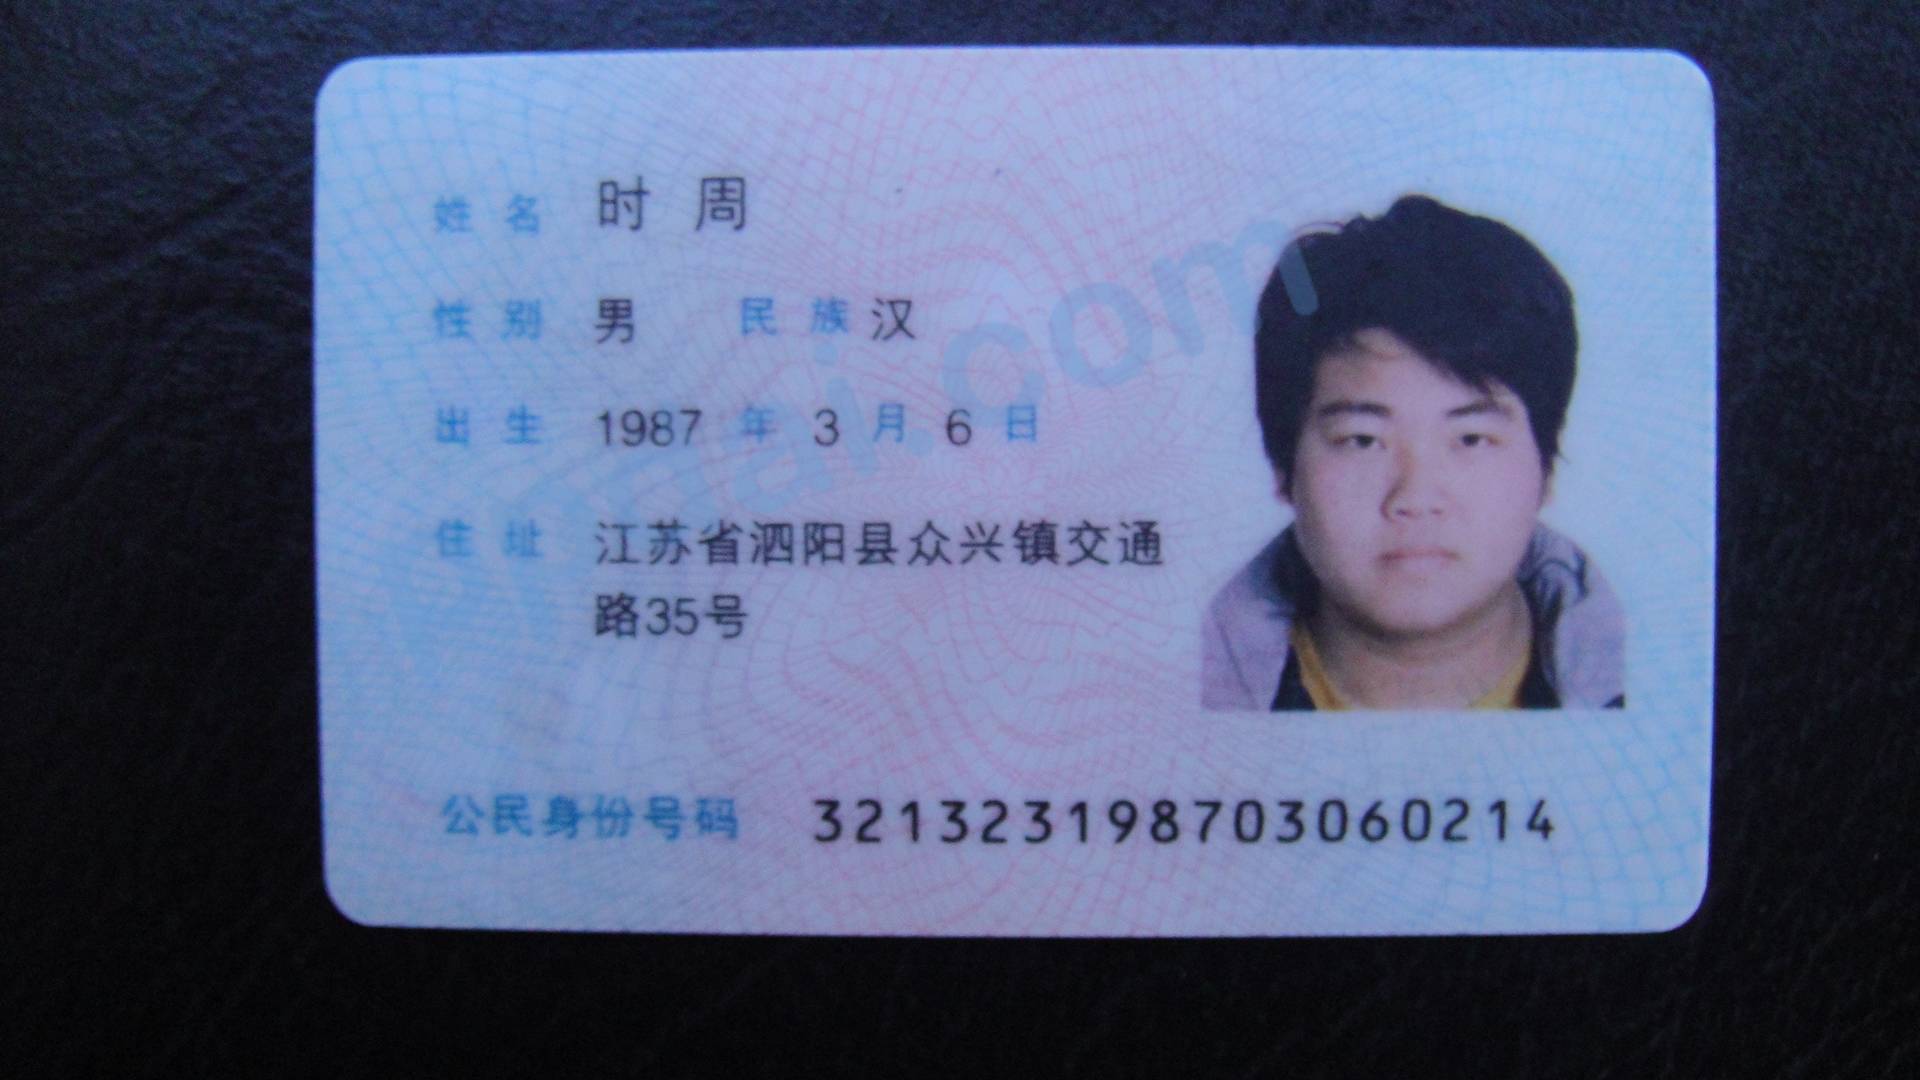 姓名 时周
性别 男 民族 汉
出生 1987 年 3 月 6 日
住址 江苏省泗阳县众兴镇交通
路35号
公民身份号码 321323198703060214